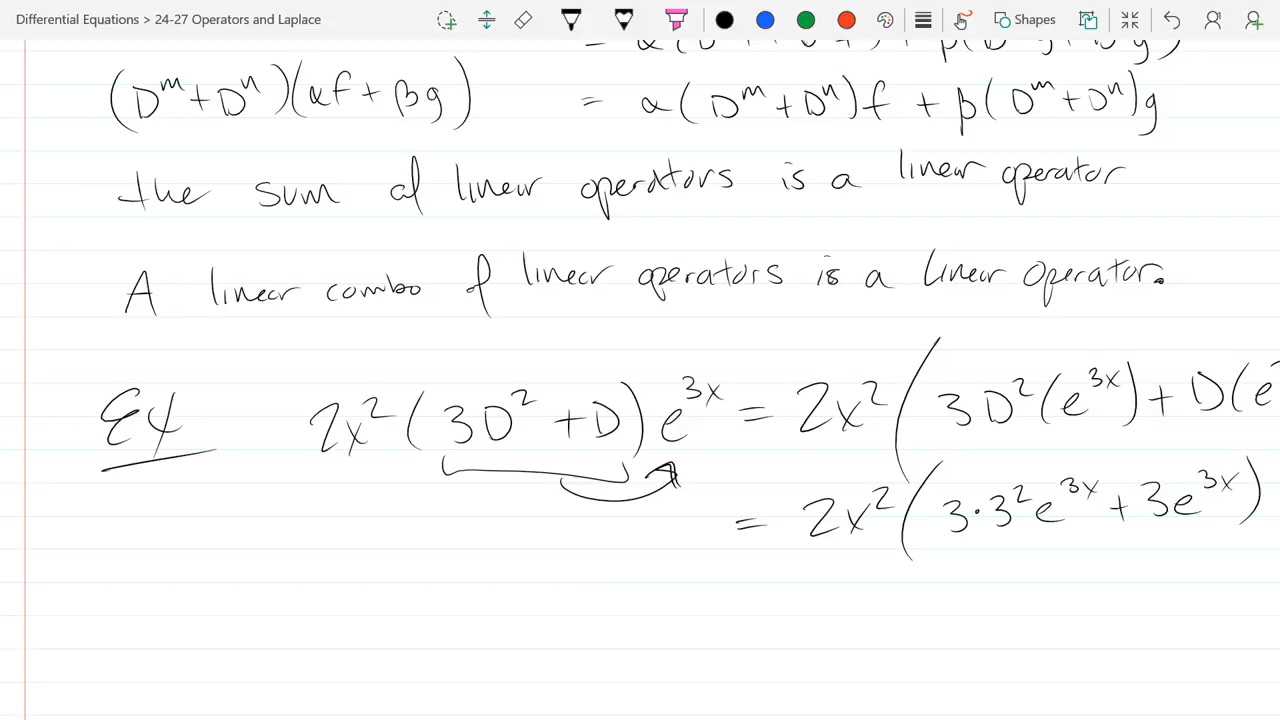 Differential Equations > 24-27 Operators and Laplace
Shapes
(D^m + D^n)(αf + βg) = α(D^m + D^n)f + β(D^m + D^n)g
the sum of linear operators is a linear operator
A linear combo of linear operators is a linear operator.
Ex 2x^2(3D^2 + D)e^{3x} = 2x^2(3D^2(e^{3x}) + D(e
= 2x^2(3·3^2e^{3x} + 3e^{3x})